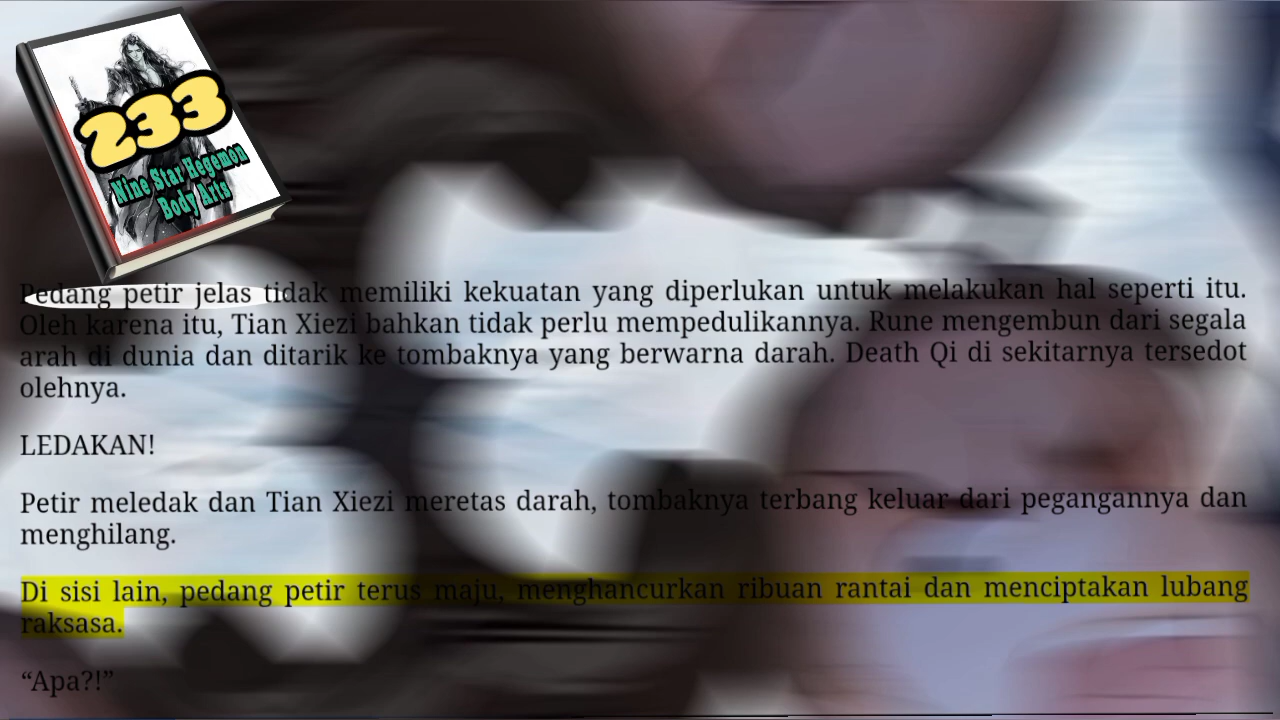 233
Nine Star Hegemon
Body Arts
Pedang petir jelas tidak memiliki kekuatan yang diperlukan untuk melakukan hal seperti itu.
Oleh karena itu, Tian Xiezi bahkan tidak perlu mempedulikannya. Rune mengembun dari segala
arah di dunia dan ditarik ke tombaknya yang berwarna darah. Death Qi di sekitarnya tersedot
olehnya.
LEDAKAN!
Petir meledak dan Tian Xiezi meretas darah, tombaknya terbang keluar dari pegangannya dan
menghilang.
Di sisi lain, pedang petir terus maju, menghancurkan ribuan rantai dan menciptakan lubang
raksasa.
“Apa?!”